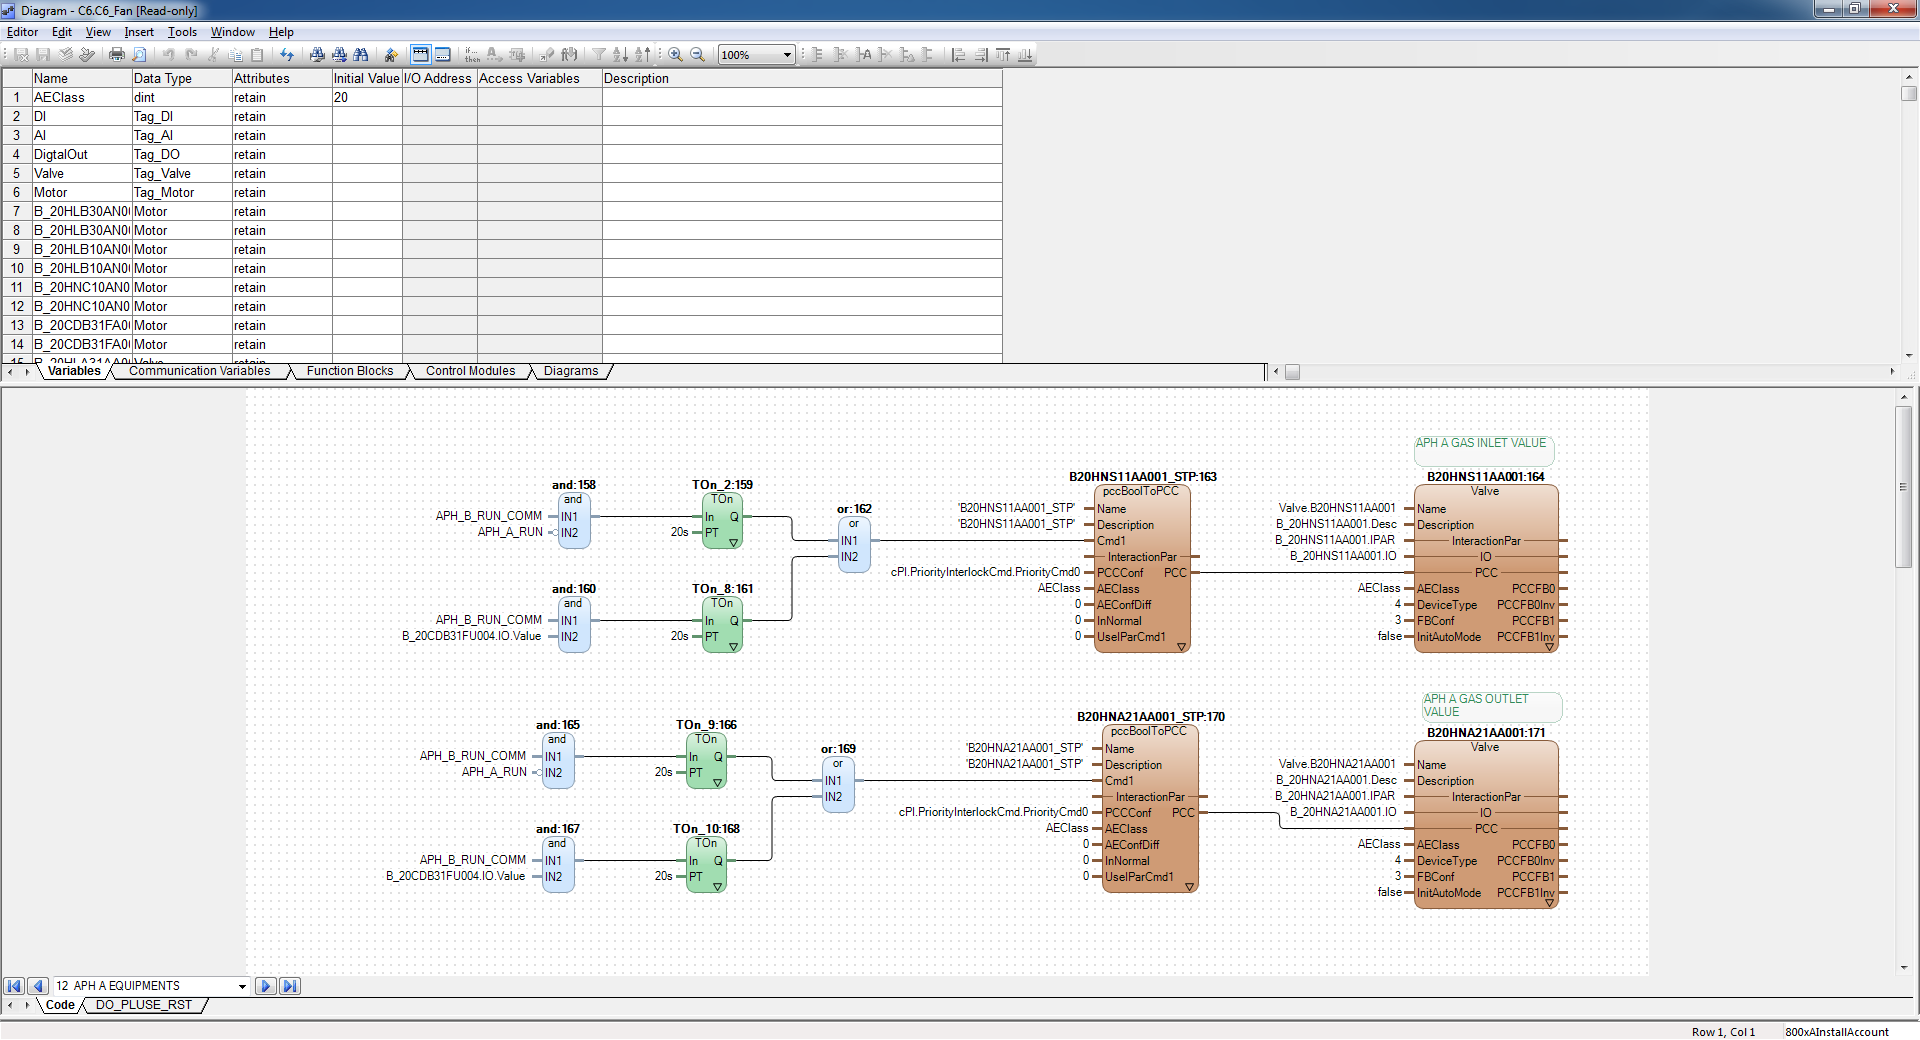 Diagram - C6.C6_Fan [Read-only]
Editor Edit View Insert Tools Window Help
if... then 100%
Name Data Type Attributes Initial Value I/O Address Access Variables Description
1 AEClass dint retain 20
2 DI Tag_DI retain
3 AI Tag_AI retain
4 DigtalOut Tag_DO retain
5 Valve Tag_Valve retain
6 Motor Tag_Motor retain
7 B_20HLB30AN0 Motor retain
8 B_20HLB30AN0 Motor retain
9 B_20HLB10AN0 Motor retain
10 B_20HLB10AN0 Motor retain
11 B_20HNC10AN0 Motor retain
12 B_20HNC10AN0 Motor retain
13 B_20CDB31FA0 Motor retain
14 B_20CDB31FA0 Motor retain
15 B_20HLA31AA0 Valve retain
Variables Communication Variables Function Blocks Control Modules Diagrams
APH A GAS INLET VALUE
and:158
and
APH_B_RUN_COMM IN1
APH_A_RUN IN2
TOn_2:159
TOn
In Q
20s PT
or:162
or
IN1
IN2
and:160
and
APH_B_RUN_COMM IN1
B_20CDB31FU004.IO.Value IN2
TOn_8:161
TOn
In Q
20s PT
B20HNS11AA001_STP:163
pccBoolToPCC
'B20HNS11AA001_STP' Name
'B20HNS11AA001_STP' Description
Cmd1
InteractionPar
cPI.PriorityInterlockCmd.PriorityCmd0 PCCConf PCC
AEClass AEClass
0 AEConfDiff
0 InNormal
0 UseIParCmd1
B20HNS11AA001:164
Valve
Valve.B20HNS11AA001 Name
B_20HNS11AA001.Desc Description
B_20HNS11AA001.IPAR InteractionPar
B_20HNS11AA001.IO IO
PCC
AEClass AEClass PCCFB0
4 DeviceType PCCFB0Inv
3 FBConf PCCFB1
false InitAutoMode PCCFB1Inv
APH A GAS OUTLET
VALUE
and:165
and
APH_B_RUN_COMM IN1
APH_A_RUN IN2
TOn_9:166
TOn
In Q
20s PT
or:169
or
IN1
IN2
and:167
and
APH_B_RUN_COMM IN1
B_20CDB31FU004.IO.Value IN2
TOn_10:168
TOn
In Q
20s PT
B20HNA21AA001_STP:170
pccBoolToPCC
'B20HNA21AA001_STP' Name
'B20HNA21AA001_STP' Description
Cmd1
InteractionPar
cPI.PriorityInterlockCmd.PriorityCmd0 PCCConf PCC
AEClass AEClass
0 AEConfDiff
0 InNormal
0 UseIParCmd1
B20HNA21AA001:171
Valve
Valve.B20HNA21AA001 Name
B_20HNA21AA001.Desc Description
B_20HNA21AA001.IPAR InteractionPar
B_20HNA21AA001.IO IO
PCC
AEClass AEClass PCCFB0
4 DeviceType PCCFB0Inv
3 FBConf PCCFB1
false InitAutoMode PCCFB1Inv
12 APH A EQUIPMENTS
Code DO_PLUSE_RST
Row 1, Col 1 800xAInstallAccount